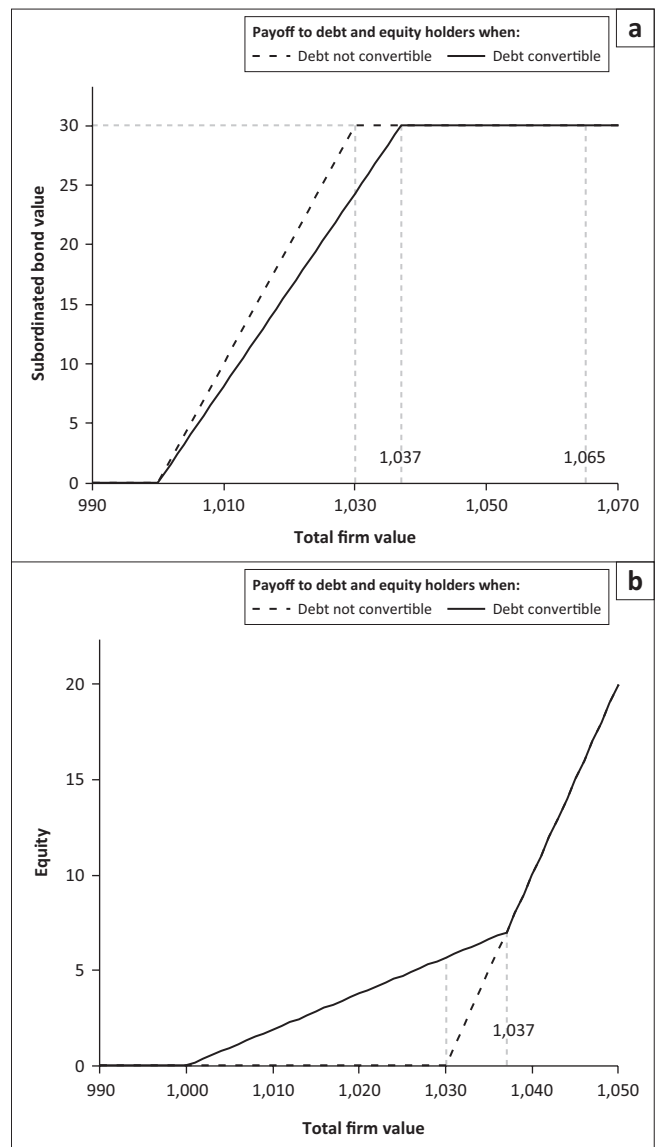 a
Payoff to debt and equity holders when:
Debt not convertible Debt convertible
30
25
20
15
10
5
0
Subordinated bond value
1,037 1,065
990 1,010 1,030 1,050 1,070
Total firm value
b
Payoff to debt and equity holders when:
Debt not convertible Debt convertible
20
15
10
5
0
Equity
1,037
990 1,000 1,010 1,020 1,030 1,040 1,050
Total firm value